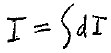 I = ∫dI